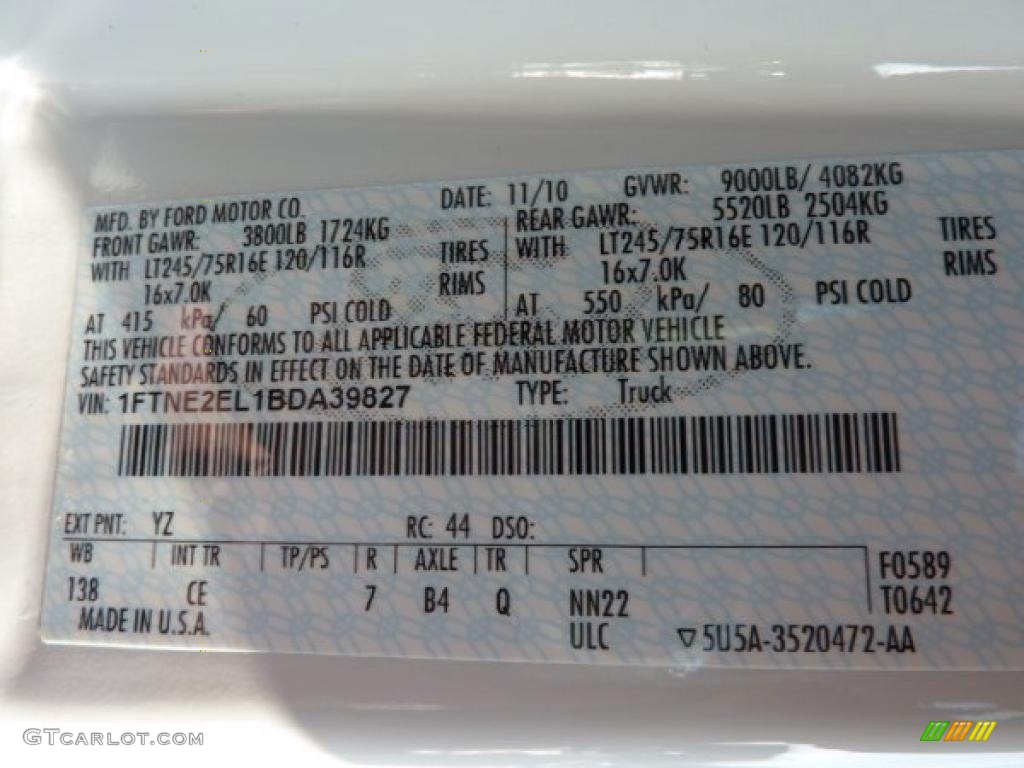 MFD. BY FORD MOTOR CO. DATE: 11/10 GVWR: 9000LB/ 4082KG
FRONT GAWR: 3800LB 1724KG REAR GAWR: 5520LB 2504KG
WITH LT245/75R16E 120/116R TIRES WITH LT245/75R16E 120/116R TIRES
16x7.0K RIMS 16x7.0K RIMS
AT 415 kPa/ 60 PSI COLD AT 550 kPa/ 80 PSI COLD
THIS VEHICLE CONFORMS TO ALL APPLICABLE FEDERAL MOTOR VEHICLE
SAFETY STANDARDS IN EFFECT ON THE DATE OF MANUFACTURE SHOWN ABOVE.
VIN: 1FTNE2EL1BDA39827 TYPE: Truck
EXT PNT: YZ RC: 44 DSO:
WB INT TR TP/PS R AXLE TR SPR F0589
138 CE 7 B4 Q NN22 T0642
MADE IN U.S.A. ULC ▽5U5A-3520472-AA
GTCARLOT.COM